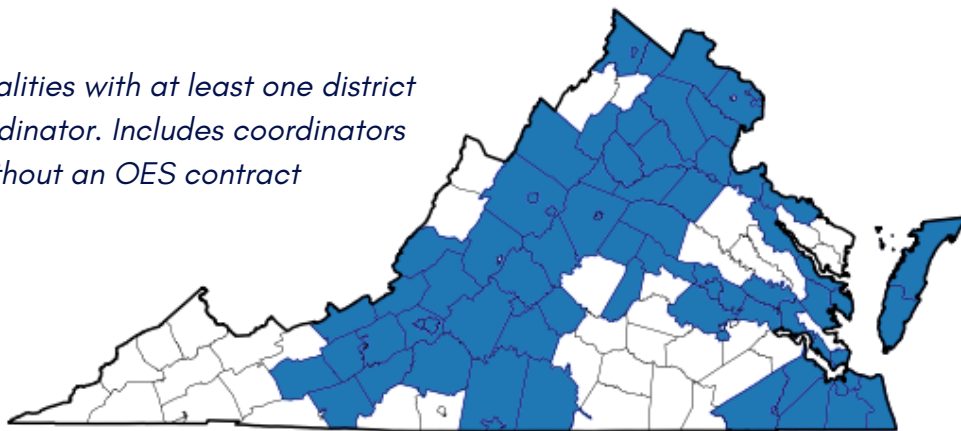 alities with at least one district
dinator. Includes coordinators
thout an OES contract